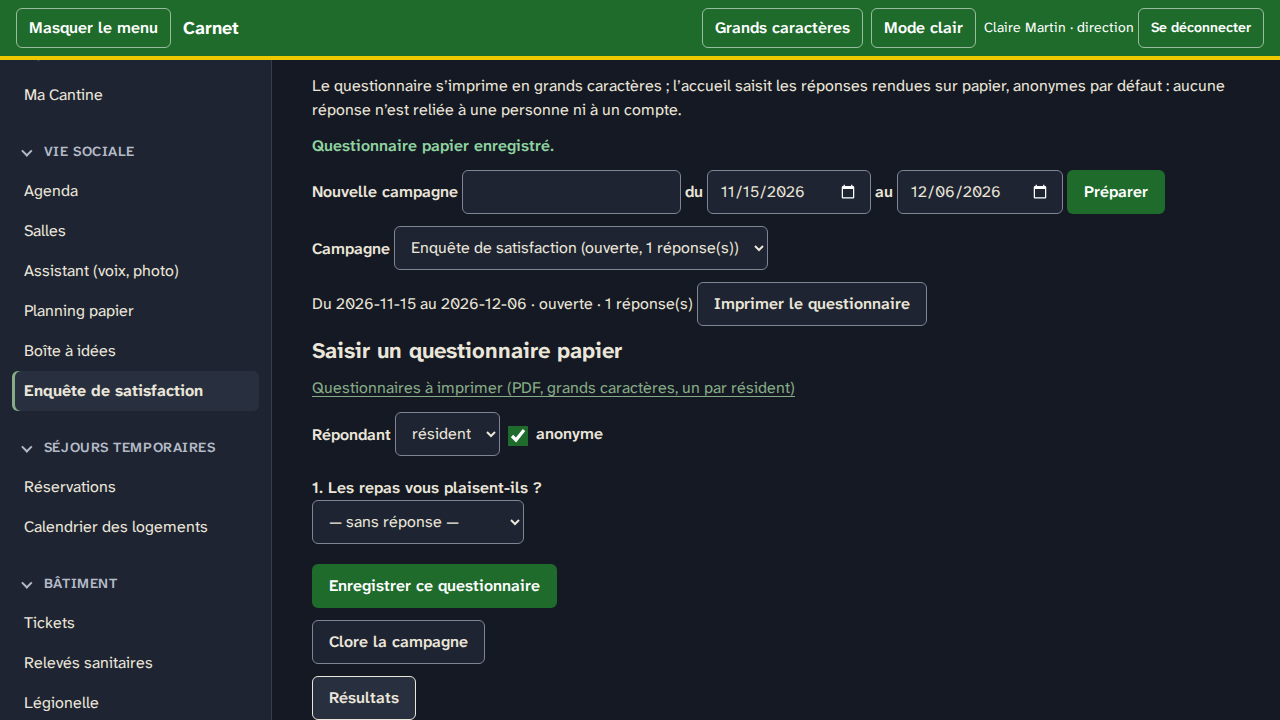 Masquer le menu Carnet Grands caractères Mode clair Claire Martin · direction Se déconnecter
Ma Cantine
VIE SOCIALE
Agenda
Salles
Assistant (voix, photo)
Planning papier
Boîte à idées
Enquête de satisfaction
SÉJOURS TEMPORAIRES
Réservations
Calendrier des logements
BÂTIMENT
Tickets
Relevés sanitaires
Légionelle
Le questionnaire s’imprime en grands caractères ; l’accueil saisit les réponses rendues sur papier, anonymes par défaut : aucune
réponse n’est reliée à une personne ni à un compte.
Questionnaire papier enregistré.
Nouvelle campagne du 11/15/2026 au 12/06/2026 Préparer
Campagne Enquête de satisfaction (ouverte, 1 réponse(s))
Du 2026-11-15 au 2026-12-06 · ouverte · 1 réponse(s) Imprimer le questionnaire
Saisir un questionnaire papier
Questionnaires à imprimer (PDF, grands caractères, un par résident)
Répondant résident anonyme
1. Les repas vous plaisent-ils ?
— sans réponse —
Enregistrer ce questionnaire
Clore la campagne
Résultats